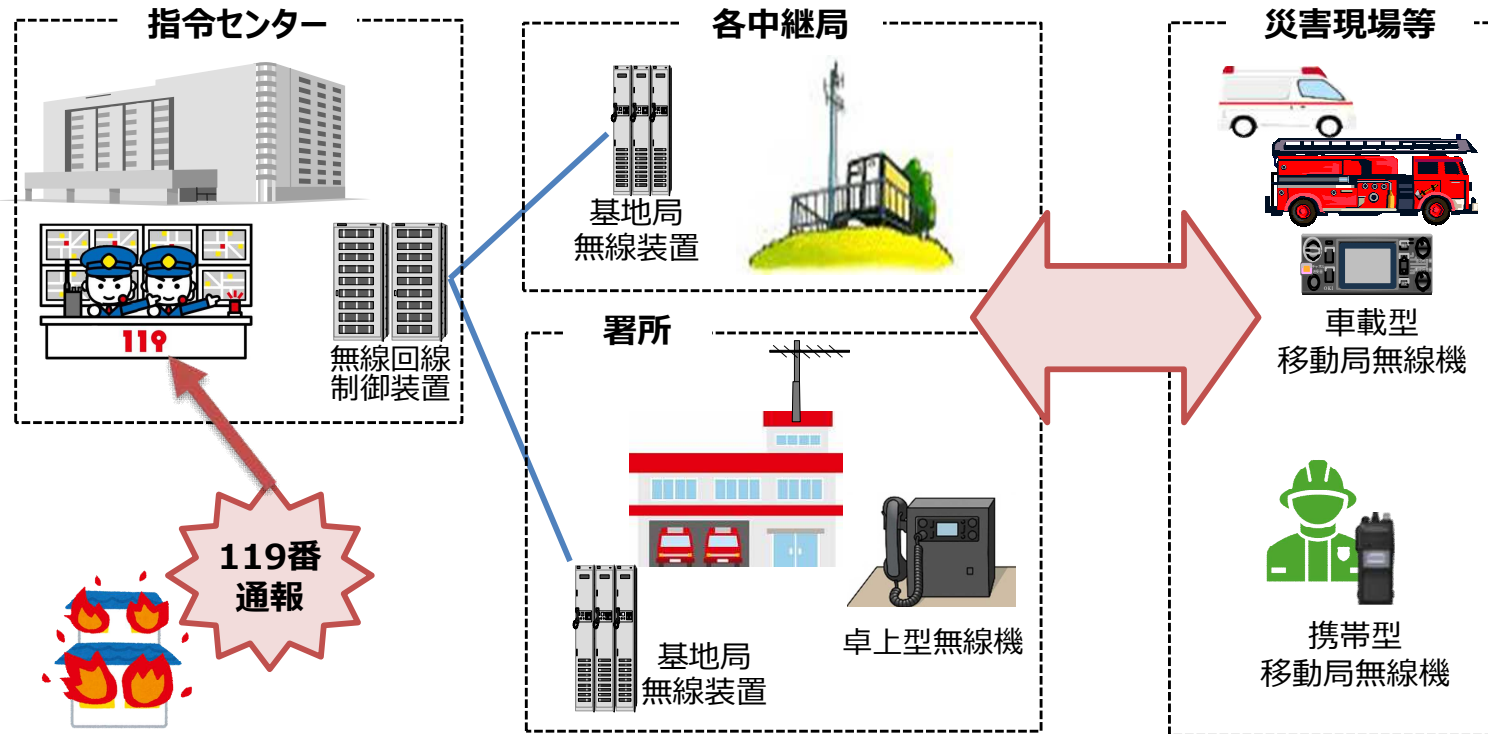 指令センター
119
無線回線
制御装置
119番
通報
各中継局
基地局
無線装置
署所
基地局
無線装置
卓上型無線機
災害現場等
車載型
移動局無線機
携帯型
移動局無線機